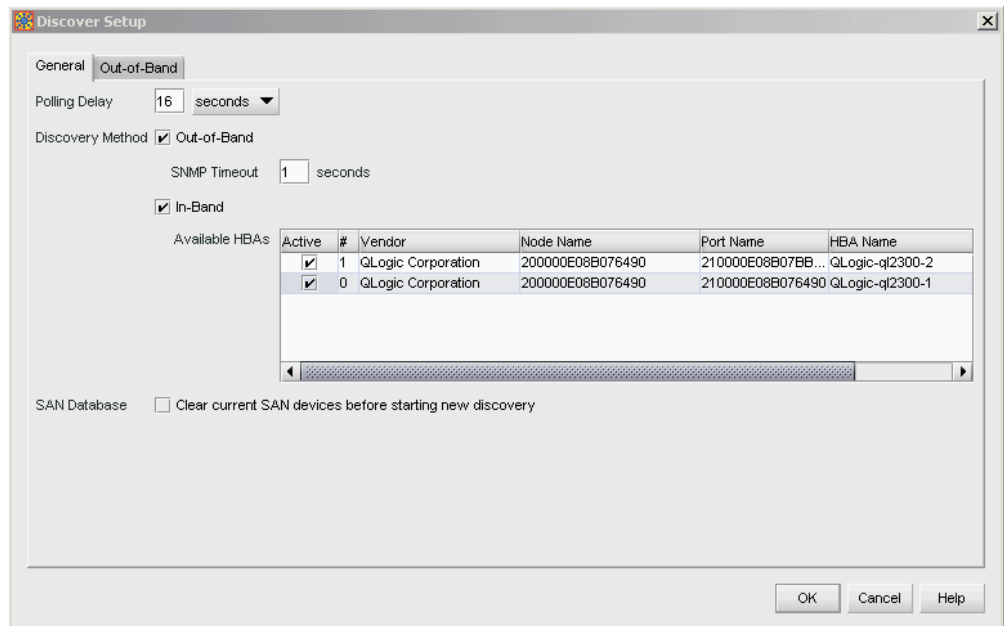 Discover Setup
General Out-of-Band
Polling Delay 16 seconds
Discovery Method Out-of-Band
SNMP Timeout 1 seconds
In-Band
Available HBAs Active # Vendor Node Name Port Name HBA Name
1 QLogic Corporation 200000E08B076490 210000E08B07BB... QLogic-ql2300-2
0 QLogic Corporation 200000E08B076490 210000E08B076490 QLogic-ql2300-1
SAN Database Clear current SAN devices before starting new discovery
OK Cancel Help